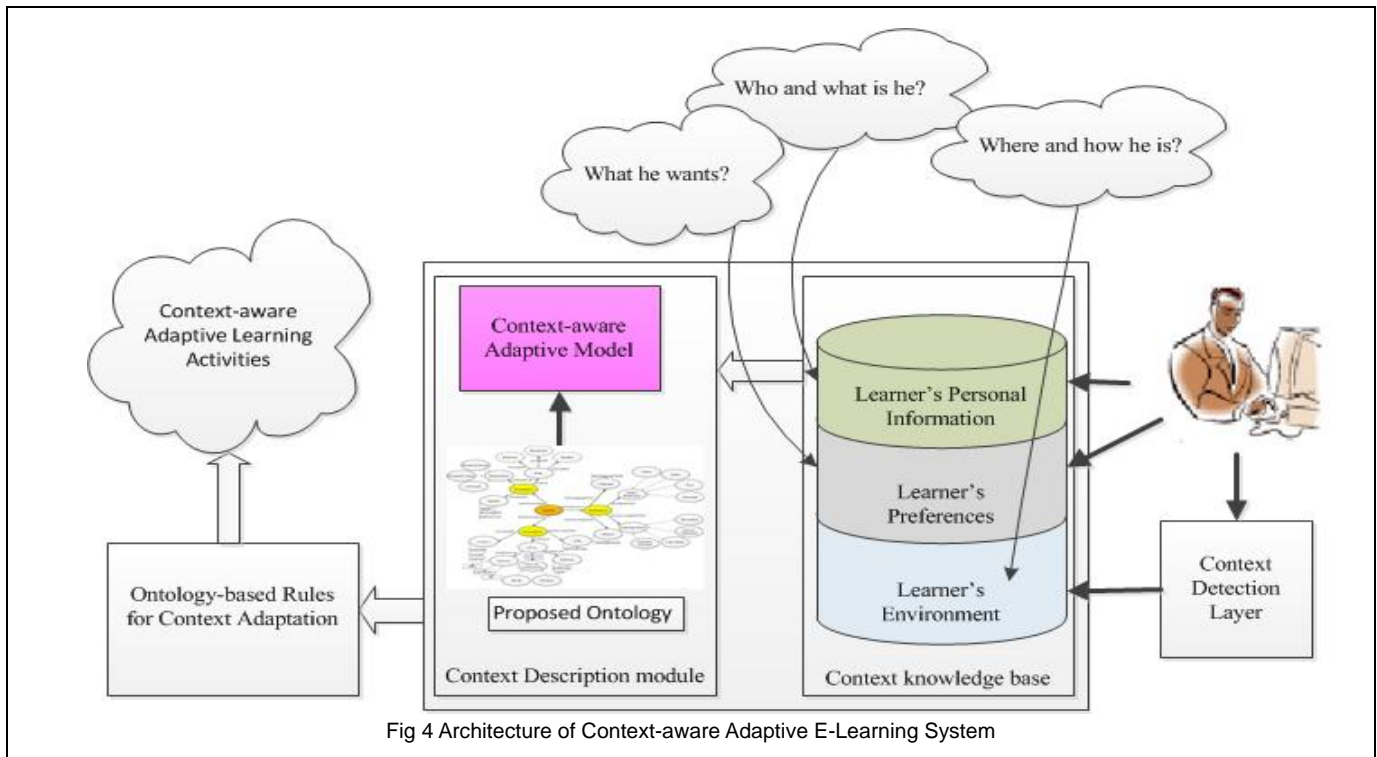 Who and what is he?
What he wants?
Where and how he is?
Context-aware
Adaptive Learning
Activities
Context-aware
Adaptive Model
Learner's Personal
Information
Learner's
Preferences
Learner's
Environment
Context
Detection
Layer
Ontology-based Rules
for Context Adaptation
Proposed Ontology
Context Description module
Context knowledge base
Fig 4 Architecture of Context-aware Adaptive E-Learning System